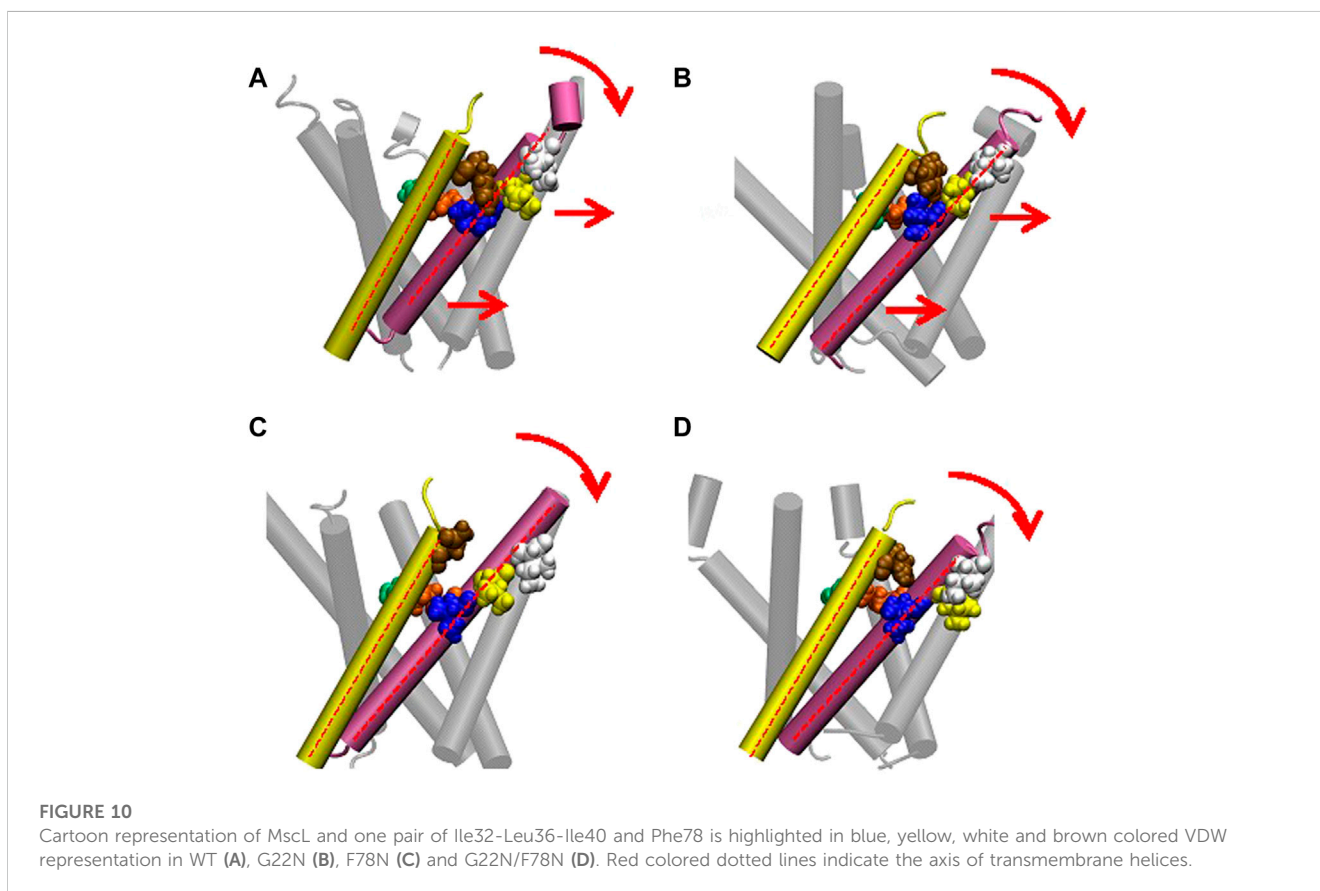 A
B
C
D
FIGURE 10
Cartoon representation of MscL and one pair of Ile32-Leu36-Ile40 and Phe78 is highlighted in blue, yellow, white and brown colored VDW
representation in WT (A), G22N (B), F78N (C) and G22N/F78N (D). Red colored dotted lines indicate the axis of transmembrane helices.